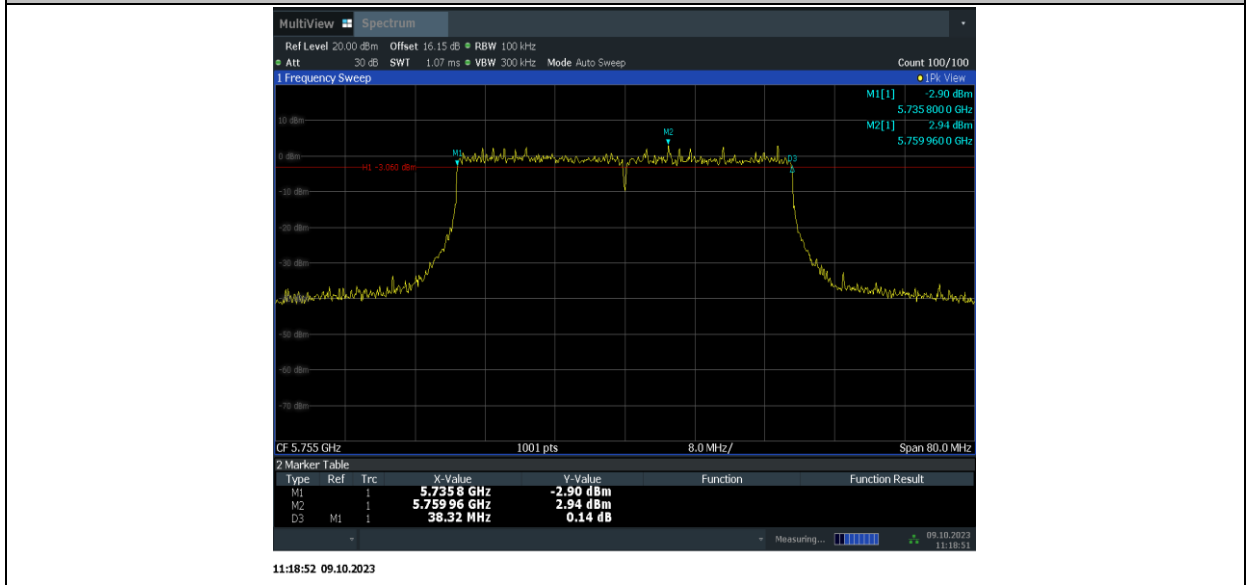 MultiView Spectrum
Ref Level 20.00 dBm Offset 16.15 dB RBW 100 kHz
Att 30 dB SWT 1.07 ms VBW 300 kHz Mode Auto Sweep Count 100/100
1 Frequency Sweep 1Pk View
M1[1] -2.90 dBm
5.735 800 0 GHz
10 dBm
M2[1] 2.94 dBm
M2
5.759 960 0 GHz
0 dBm
M1
D3
H1 -3.060 dBm
-10 dBm
-20 dBm
-30 dBm
-50 dBm
-60 dBm
-70 dBm
CF 5.755 GHz 1001 pts 8.0 MHz/ Span 80.0 MHz
2 Marker Table
Type Ref Trc X-Value Y-Value Function Function Result
M1 1 5.735 8 GHz -2.90 dBm
M2 1 5.759 96 GHz 2.94 dBm
D3 M1 1 38.32 MHz 0.14 dB
Measuring... 09.10.2023
11:18:51
11:18:52 09.10.2023